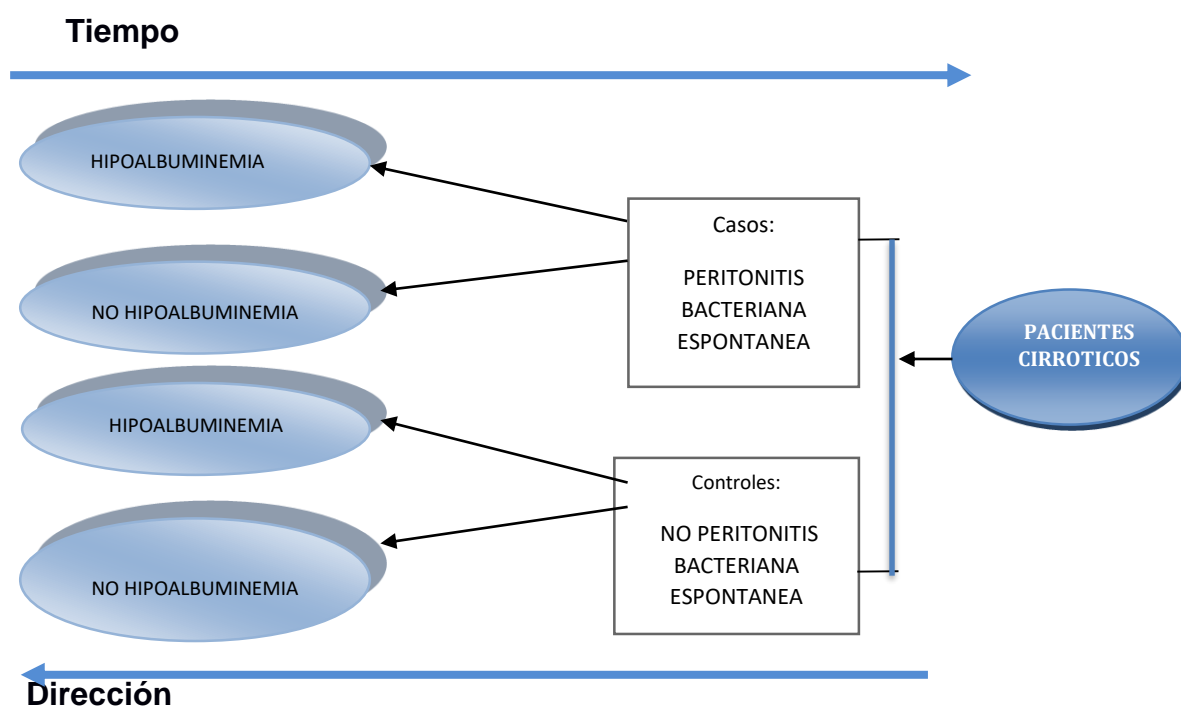 Tiempo
HIPOALBUMINEMIA
NO HIPOALBUMINEMIA
HIPOALBUMINEMIA
NO HIPOALBUMINEMIA
Casos:
PERITONITIS
BACTERIANA
ESPONTANEA
Controles:
NO PERITONITIS
BACTERIANA
ESPONTANEA
PACIENTES
CIRROTICOS
Dirección